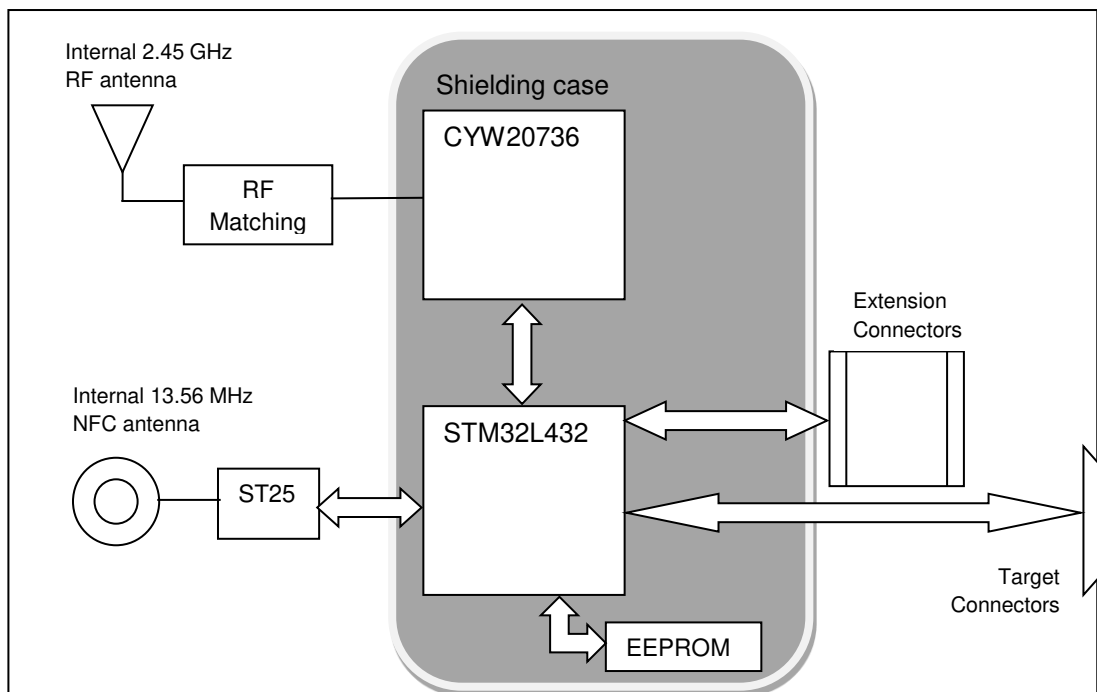 Internal 2.45 GHz
RF antenna
Shielding case
CYW20736
RF
Matching
Extension
Connectors
Internal 13.56 MHz
NFC antenna
STM32L432
ST25
Target
Connectors
EEPROM